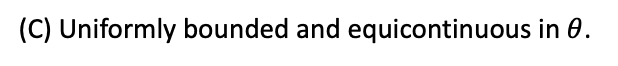 (C) Uniformly bounded and equicontinuous in θ.